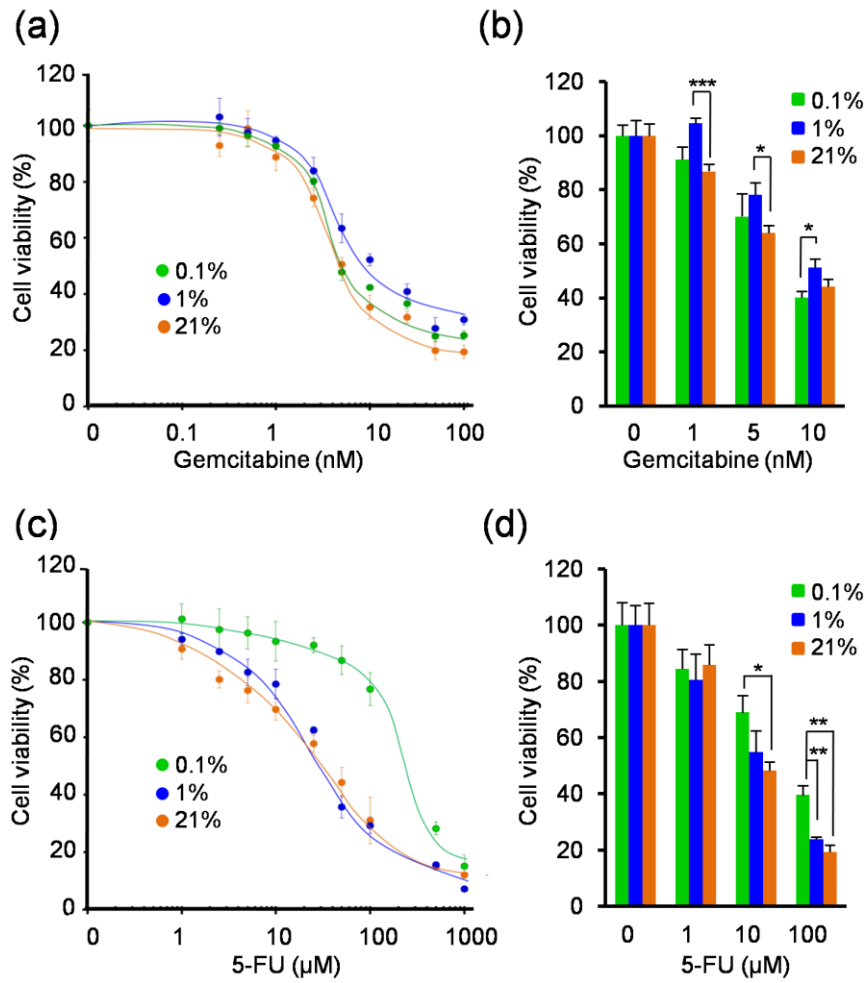 (a)
120
100
80
60
40
20
0
Cell viability (%)
0.1%
1%
21%
0 0.1 1 10 100
Gemcitabine (nM)
(b)
120
100
80
60
40
20
0
Cell viability (%)
0.1%
1%
21%
***
*
*
0 1 5 10
Gemcitabine (nM)
(c)
120
100
80
60
40
20
0
Cell viability (%)
0.1%
1%
21%
0 1 10 100 1000
5-FU (µM)
(d)
120
100
80
60
40
20
0
Cell viability (%)
0.1%
1%
21%
*
**
**
0 1 10 100
5-FU (µM)